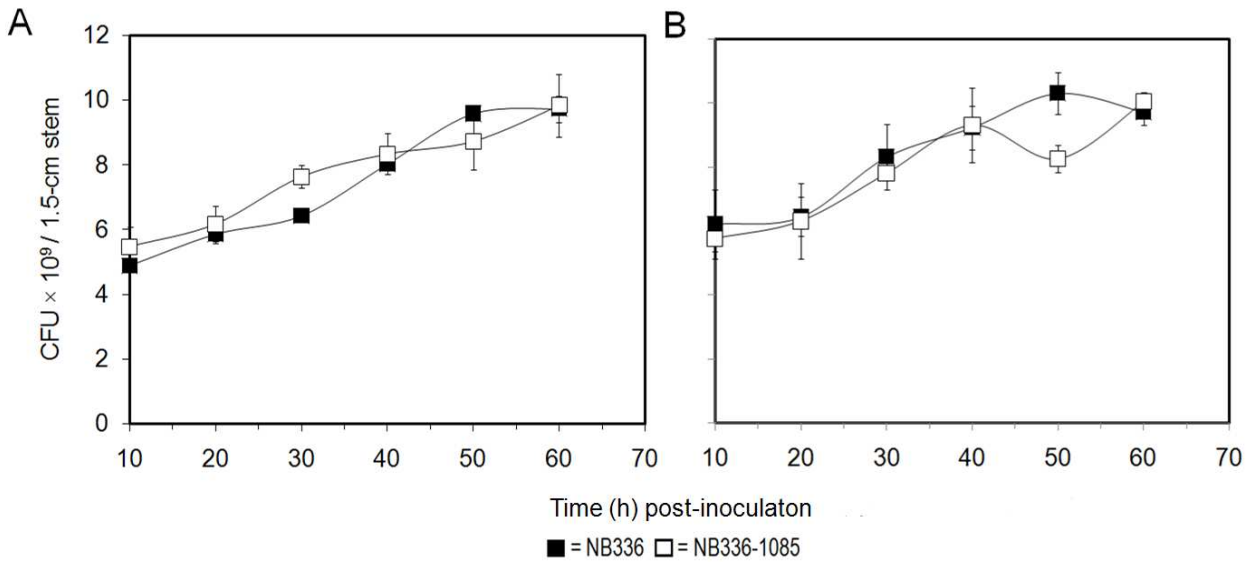 A
B
12
10
8
6
4
2
0
CFU × 10⁹ / 1.5-cm stem
10 20 30 40 50 60 70
10 20 30 40 50 60 70
Time (h) post-inoculaton
= NB336 = NB336-1085